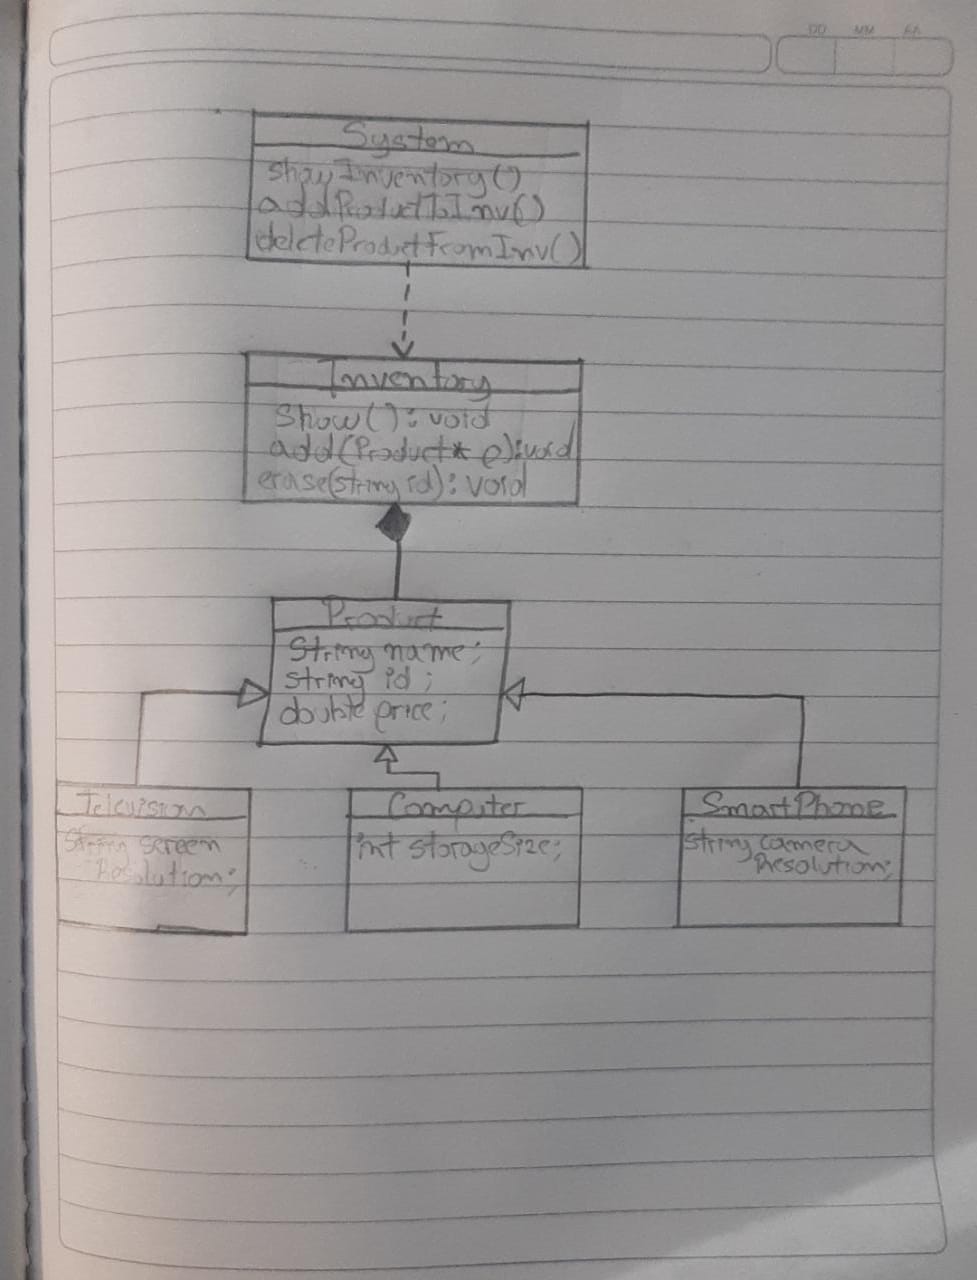 DD MM AA
System
showInventory()
addProductToInv()
deleteProductFromInv()
Inventory
Show(): void
add(Product* e): void
erase(string id): void
Product
String name;
string id;
double price;
Television
String screen
Resolution;
Computer
int storageSize;
SmartPhone
string camera
Resolution;